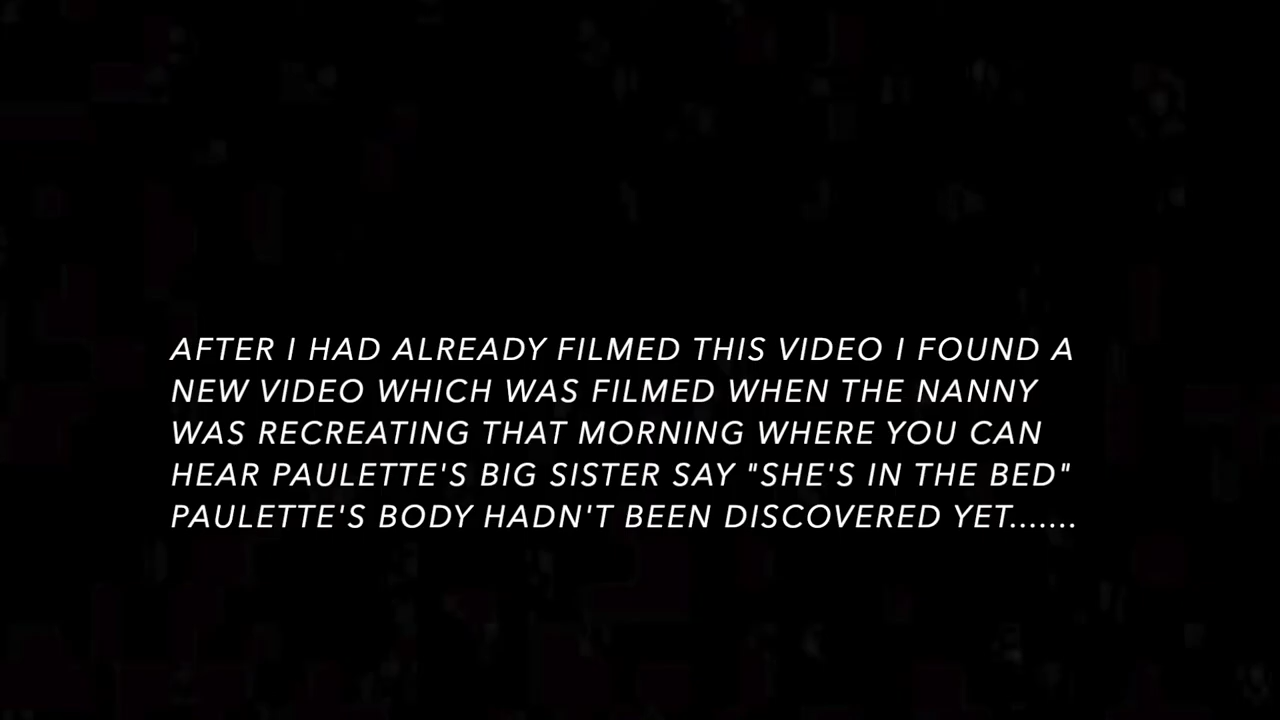 AFTER I HAD ALREADY FILMED THIS VIDEO I FOUND A
NEW VIDEO WHICH WAS FILMED WHEN THE NANNY
WAS RECREATING THAT MORNING WHERE YOU CAN
HEAR PAULETTE'S BIG SISTER SAY "SHE'S IN THE BED"
PAULETTE'S BODY HADN'T BEEN DISCOVERED YET.......